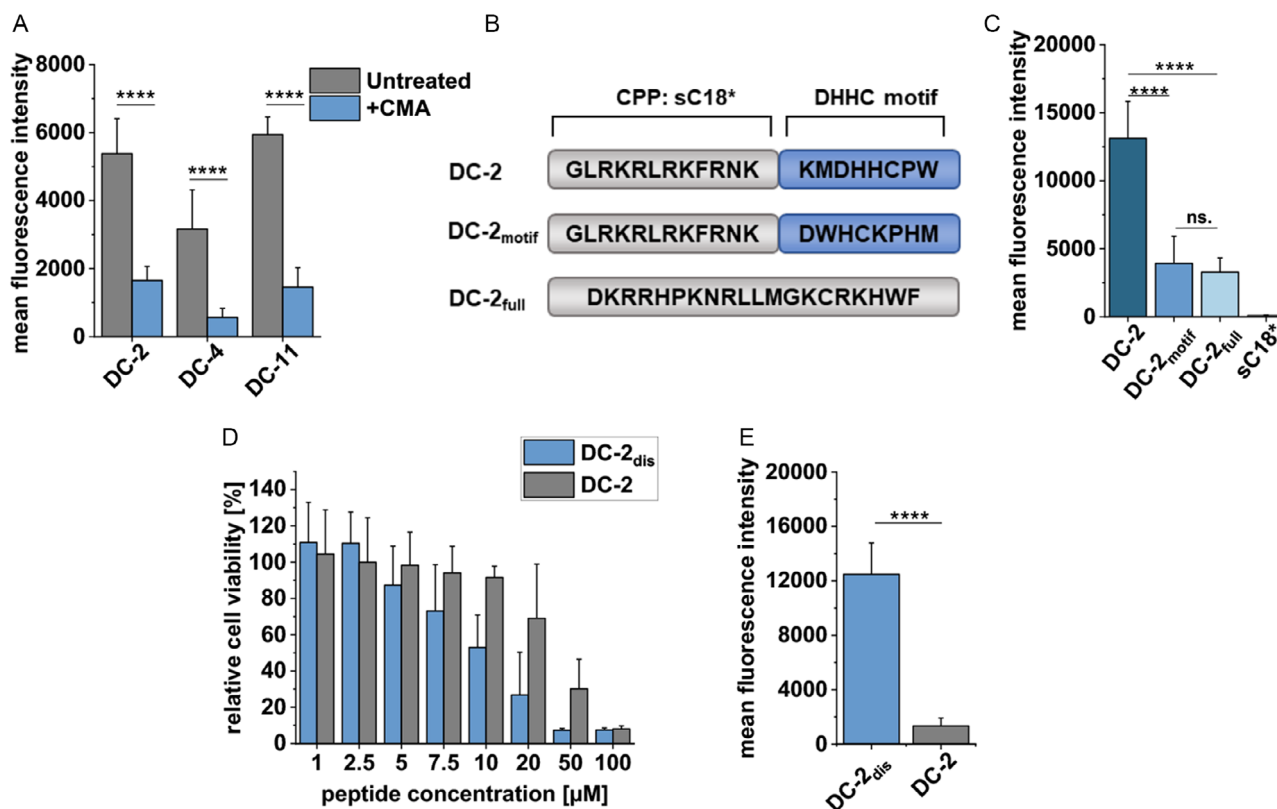 A
mean fluorescence intensity
8000
6000
4000
2000
0
****
****
****
Untreated
+CMA
DC-2
DC-4
DC-11
B
CPP: sC18*
DHHC motif
DC-2
GLRKRLRKFRNK
KMDHHCPW
DC-2motif
GLRKRLRKFRNK
DWHCKPHM
DC-2full
DKRRHPKNRLLMGKCRKHWF
C
mean fluorescence intensity
20000
15000
10000
5000
0
****
****
ns.
DC-2
DC-2motif
DC-2full
sC18*
D
relative cell viability [%]
140
120
100
80
60
40
20
0
DC-2dis
DC-2
1 2.5 5 7.5 10 20 50 100
peptide concentration [µM]
E
mean fluorescence intensity
20000
16000
12000
8000
4000
0
****
DC-2dis
DC-2